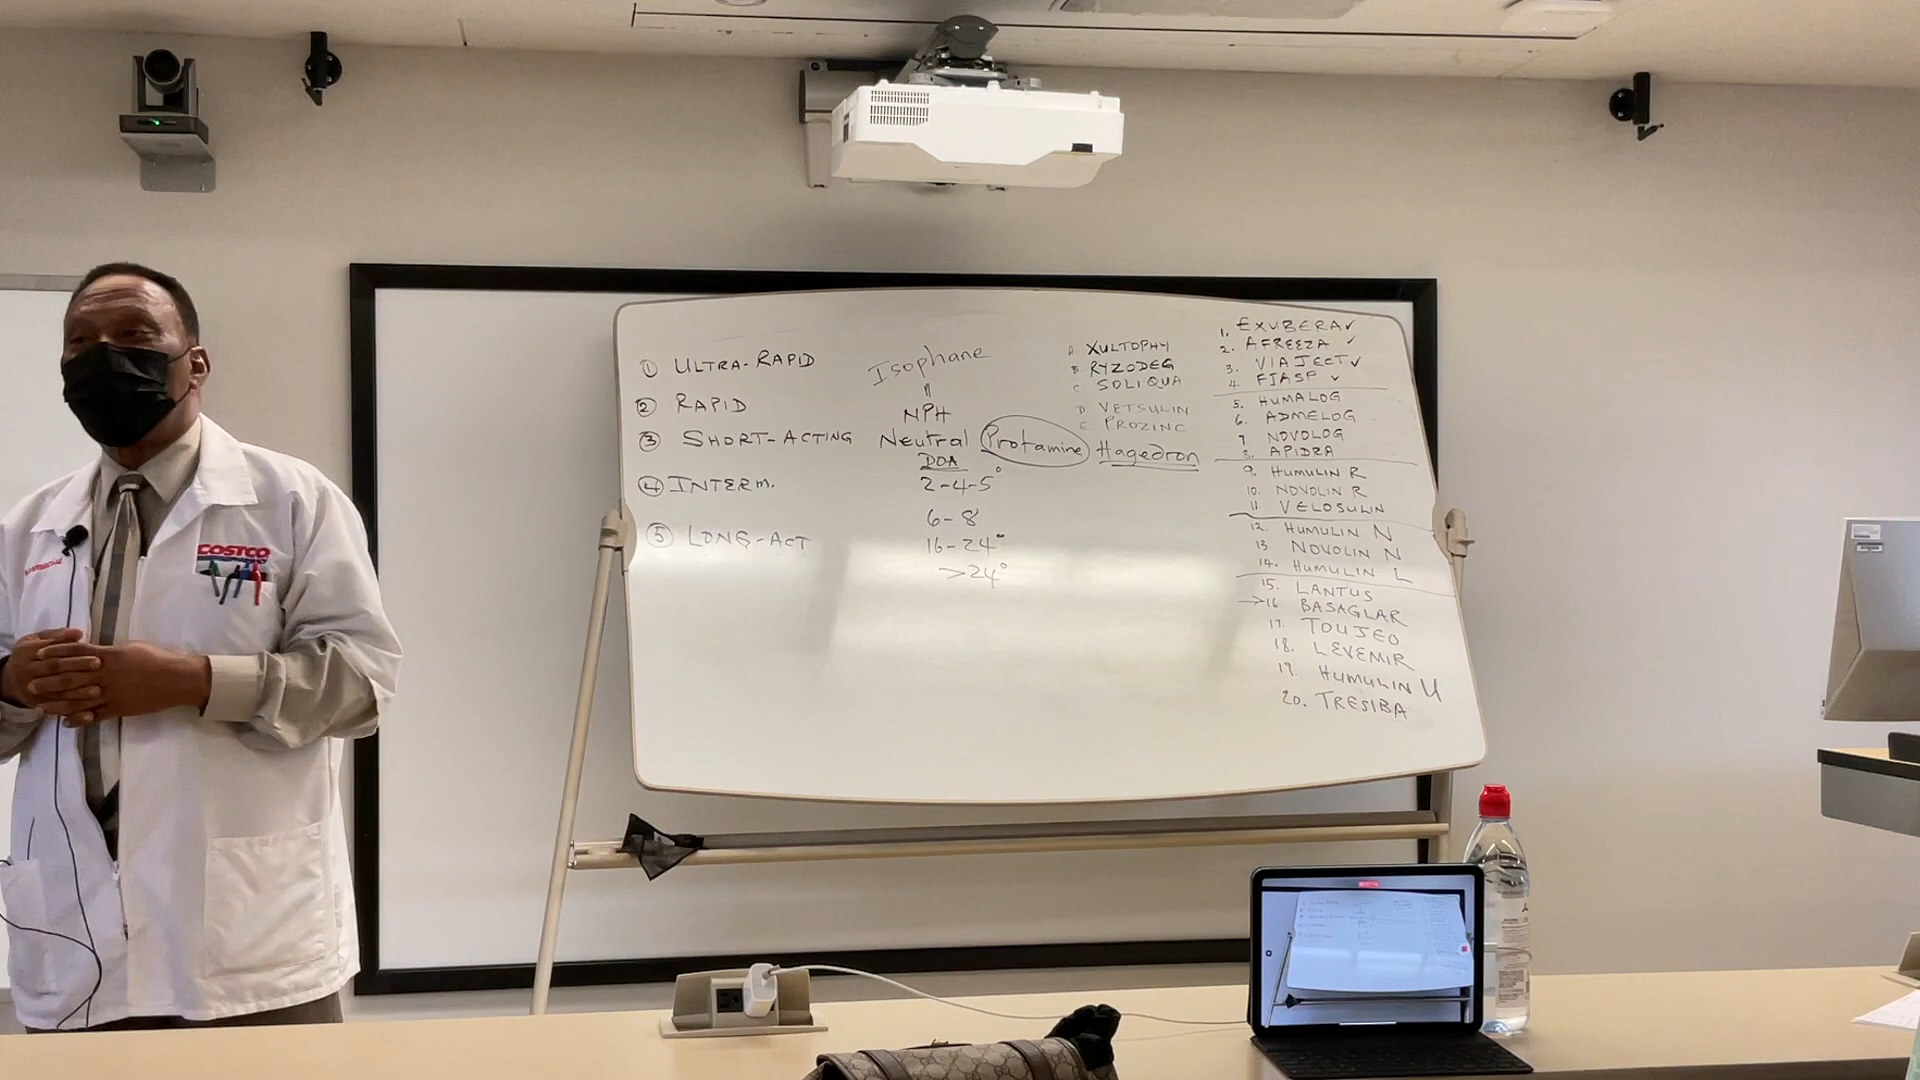 ① ULTRA-RAPID
② RAPID
③ SHORT-ACTING
④ INTERM.
⑤ LONG-ACT
Isophane
=
NPH
Neutral Protamine Hagedron
DOA
2-4-5°
6-8
16-24°
>24°
A. XULTOPHY
B. RYZODEG
C. SOLIQUA
D. VETSULIN
E. PROZINC
1. EXUBERA✓
2. AFREEZA ✓
3. VIAJECT✓
4. FIASP ✓
5. HUMALOG
6. ADMELOG
7 NOVOLOG
8. APIDRA
9. HUMULIN R
10. NOVOLIN R
11. VELOSULIN
12. HUMULIN N
13. NOVOLIN N
14. HUMULIN L
15. LANTUS
→16. BASAGLAR
17. TOUJEO
18. LEVEMIR
19. HUMULIN U
20. TRESIBA
COSTCO